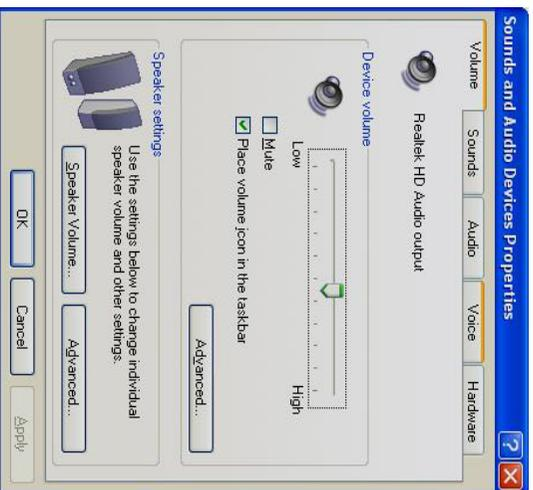 Sounds and Audio Devices Properties
Volume Sounds Audio Voice Hardware
Realtek HD Audio output
Device volume
Low High
Mute
Place volume icon in the taskbar
Advanced...
Speaker settings
Use the settings below to change individual
speaker volume and other settings.
Speaker Volume... Advanced...
OK Cancel Apply